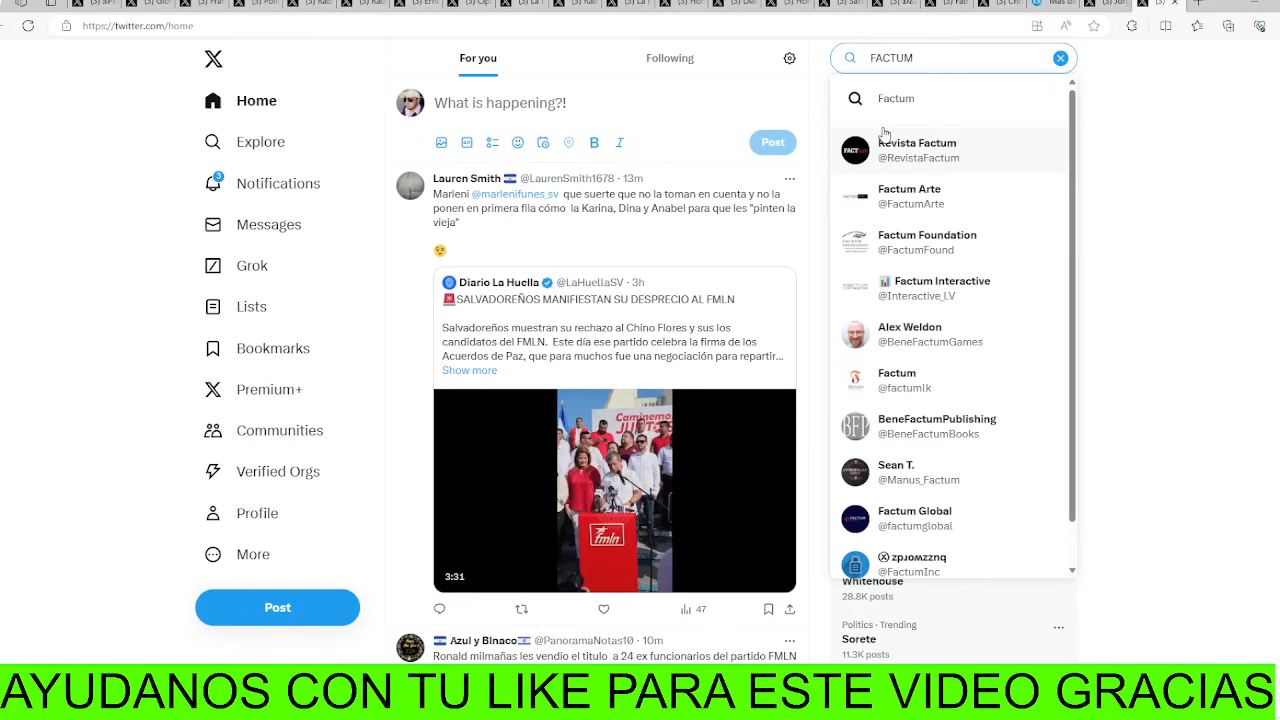 https://twitter.com/home
For you
Following
FACTUM
Home
Explore
3
Notifications
Messages
Grok
Lists
Bookmarks
Premium+
Communities
Verified Orgs
Profile
More
Post
What is happening?!
Post
Lauren Smith @LaurenSmith1678 · 13m
Marleni @marlenifunes_sv que suerte que no la toman en cuenta y no la
ponen en primera fila cómo la Karina, Dina y Anabel para que les "pinten la
vieja"
Diario La Huella @LaHuellaSV · 3h
SALVADOREÑOS MANIFIESTAN SU DESPRECIO AL FMLN
Salvadoreños muestran su rechazo al Chino Flores y sus los
candidatos del FMLN. Este día ese partido celebra la firma de los
Acuerdos de Paz, que para muchos fue una negociación para repartir...
Show more
Caminemos
JUNTOS
fmln
3:31
47
Azul y Blnaco @PanoramaNotas10 · 10m
Ronald milmañas les vendio el titulo a 24 ex funcionarios del partido FMLN
Factum
Revista Factum
@RevistaFactum
Factum Arte
@FactumArte
Factum Foundation
@FactumFound
Factum Interactive
@Interactive_LV
Alex Weldon
@BeneFactumGames
Factum
@factumlk
BeneFactumPublishing
@BeneFactumBooks
Sean T.
@Manus_Factum
Factum Global
@factumglobal
@FactumInc
Whitehouse
28.8K posts
Politics · Trending
Sorete
11.3K posts
AYUDANOS CON TU LIKE PARA ESTE VIDEO GRACIAS